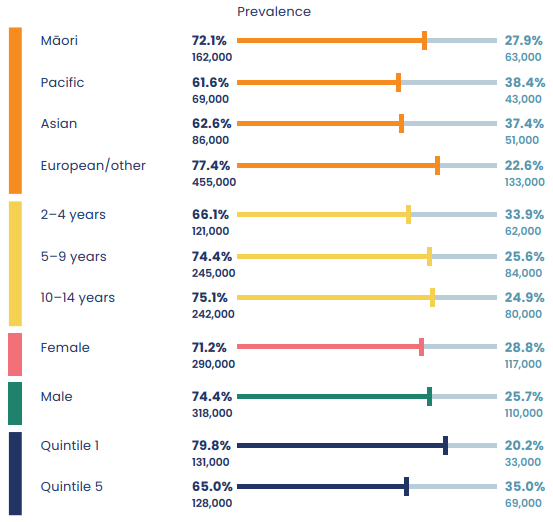 Prevalence
Māori 72.1% 27.9%
162,000 63,000
Pacific 61.6% 38.4%
69,000 43,000
Asian 62.6% 37.4%
86,000 51,000
European/other 77.4% 22.6%
455,000 133,000
2–4 years 66.1% 33.9%
121,000 62,000
5–9 years 74.4% 25.6%
245,000 84,000
10–14 years 75.1% 24.9%
242,000 80,000
Female 71.2% 28.8%
290,000 117,000
Male 74.4% 25.7%
318,000 110,000
Quintile 1 79.8% 20.2%
131,000 33,000
Quintile 5 65.0% 35.0%
128,000 69,000